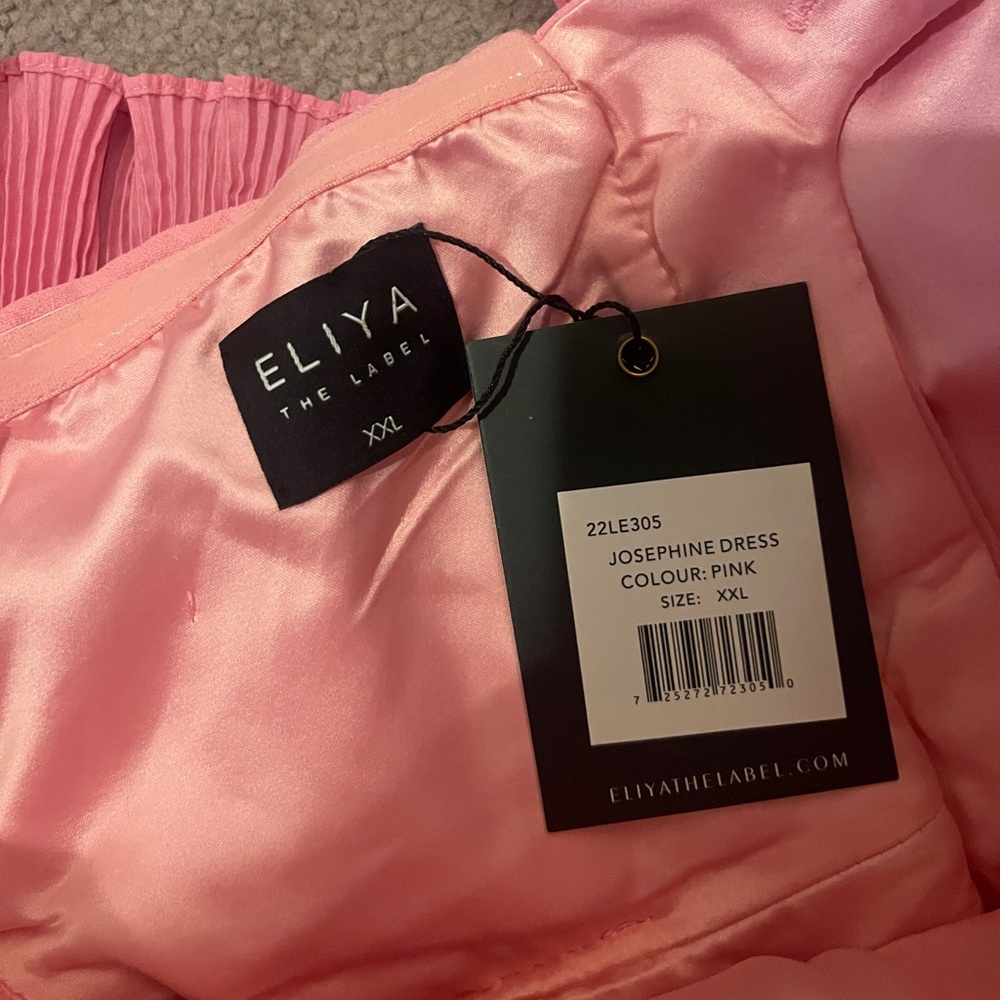 ELIYA
THE LABEL
XXL
22LE305
JOSEPHINE DRESS
COLOUR: PINK
SIZE: XXL
7 25272 72305 0
ELIYATHELABEL.COM